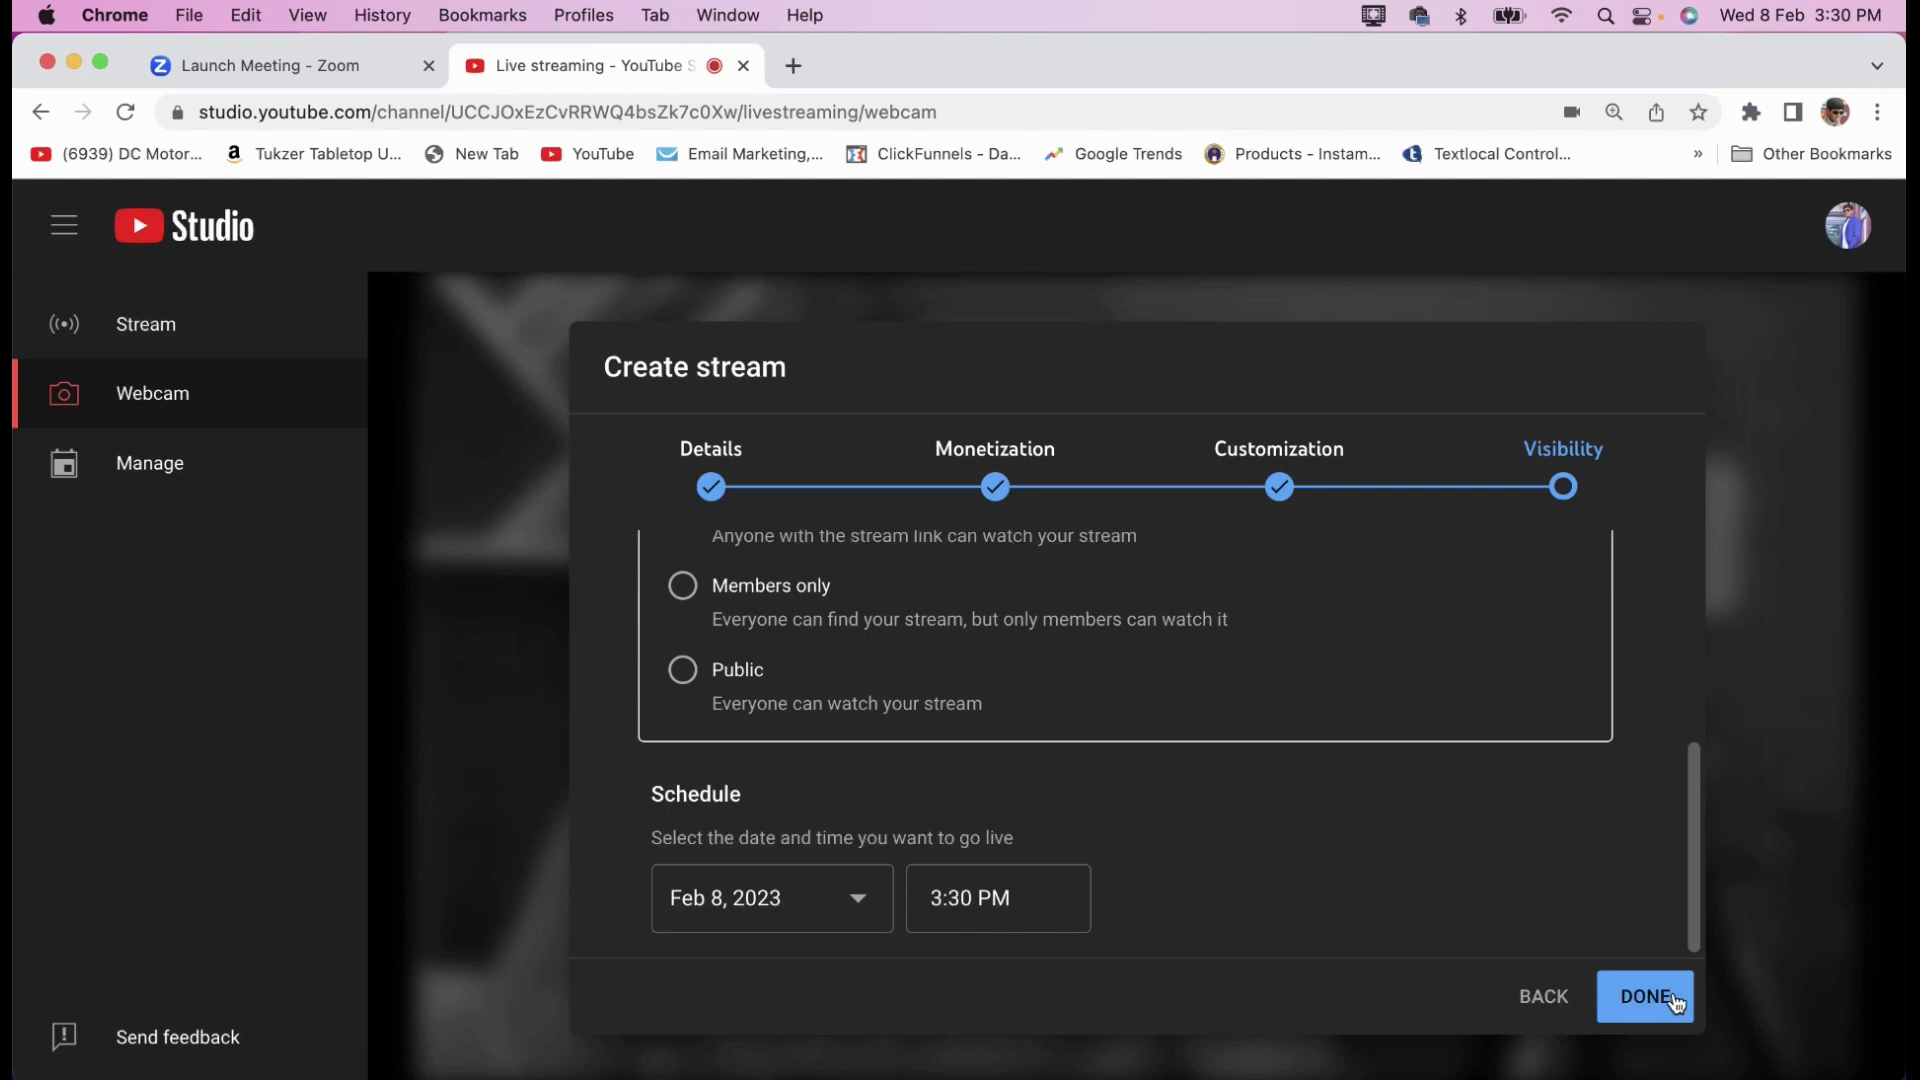 Chrome File Edit View History Bookmarks Profiles Tab Window Help Wed 8 Feb 3:30 PM
Launch Meeting - Zoom
Live streaming - YouTube S
studio.youtube.com/channel/UCCJOxEzCvRRWQ4bsZk7c0Xw/livestreaming/webcam
(6939) DC Motor... Tukzer Tabletop U... New Tab YouTube Email Marketing,... ClickFunnels - Da... Google Trends Products - Instam... Textlocal Control... » Other Bookmarks
Studio
Stream
Webcam
Manage
Send feedback
Create stream
Details Monetization Customization Visibility
Anyone with the stream link can watch your stream
Members only
Everyone can find your stream, but only members can watch it
Public
Everyone can watch your stream
Schedule
Select the date and time you want to go live
Feb 8, 2023 3:30 PM
BACK DONE